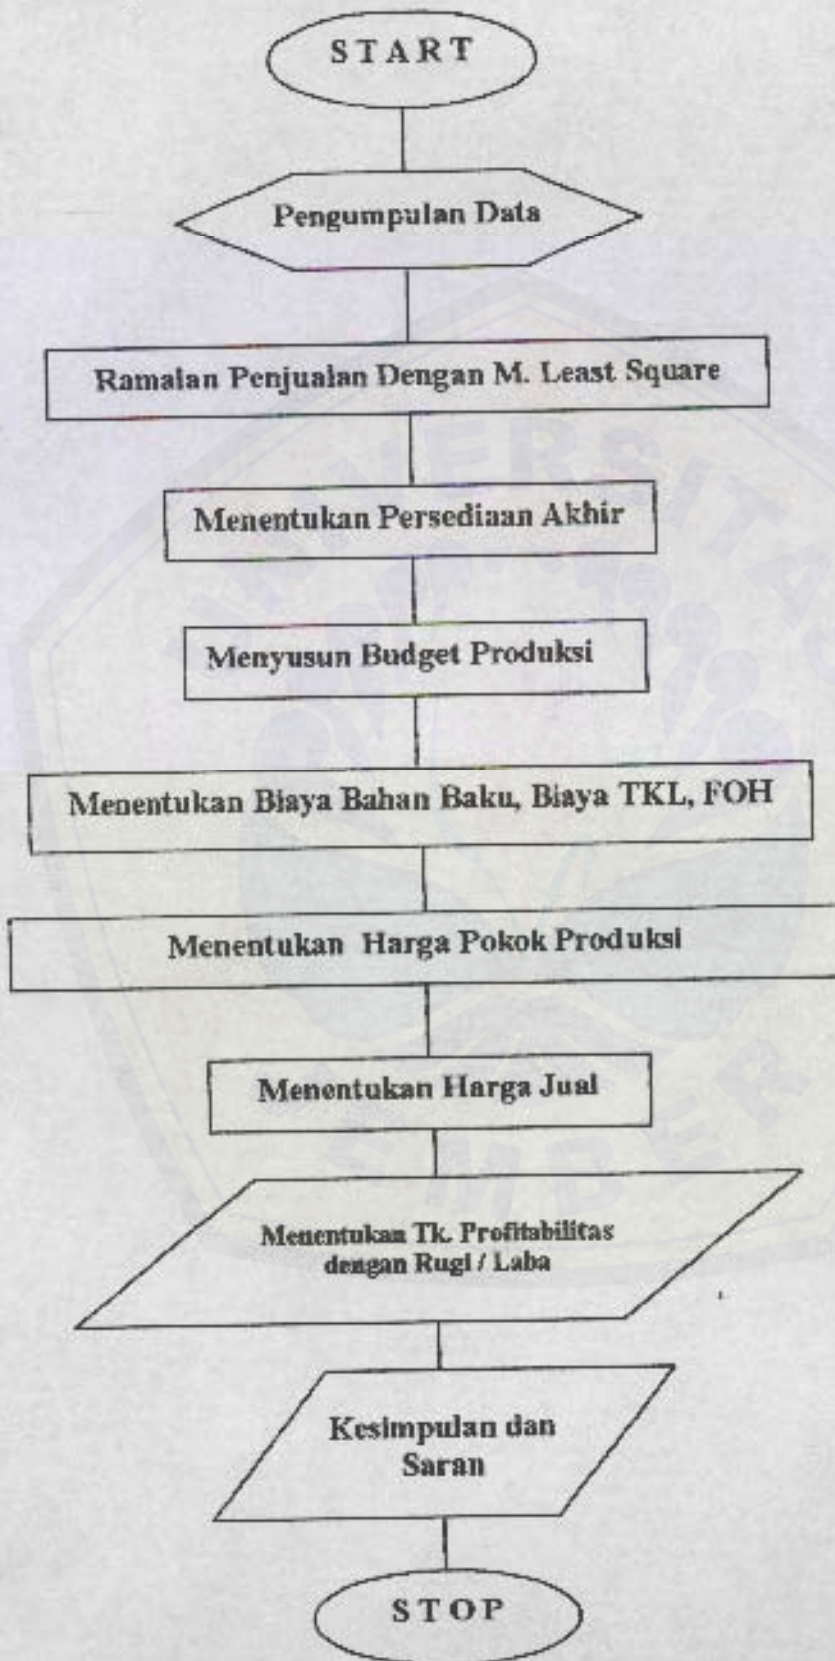 START
Pengumpulan Data
Ramalan Penjualan Dengan M. Least Square
Menentukan Persediaan Akhir
Menyusun Budget Produksi
Menentukan Biaya Bahan Baku, Biaya TKL, FOH
Menentukan Harga Pokok Produksi
Menentukan Harga Jual
Menentukan Tk. Profitabilitas
dengan Rugi / Laba
Kesimpulan dan
Saran
STOP
UNIVERSITAS
JEMBER